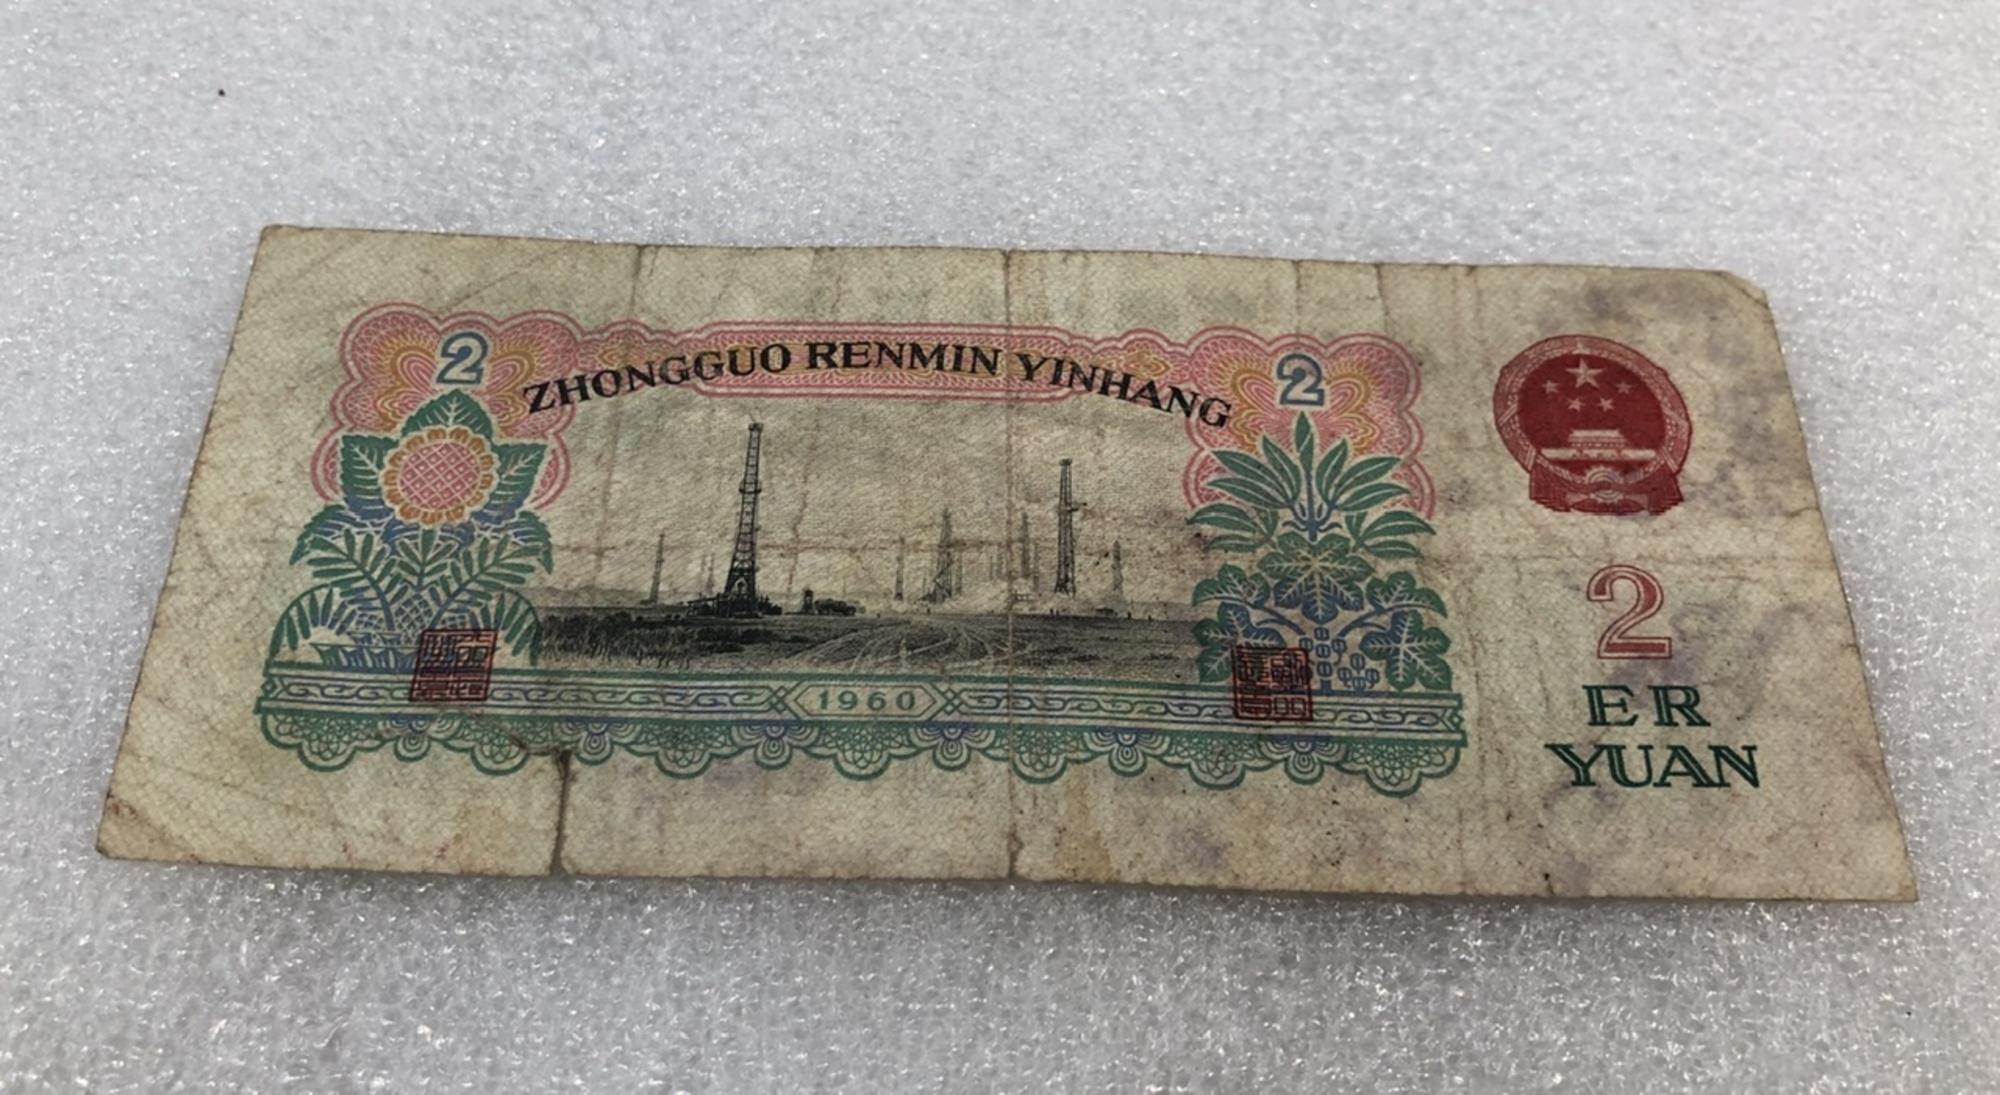 2
ZHONGGUO RENMIN YINHANG
2
1960
2
ER
YUAN